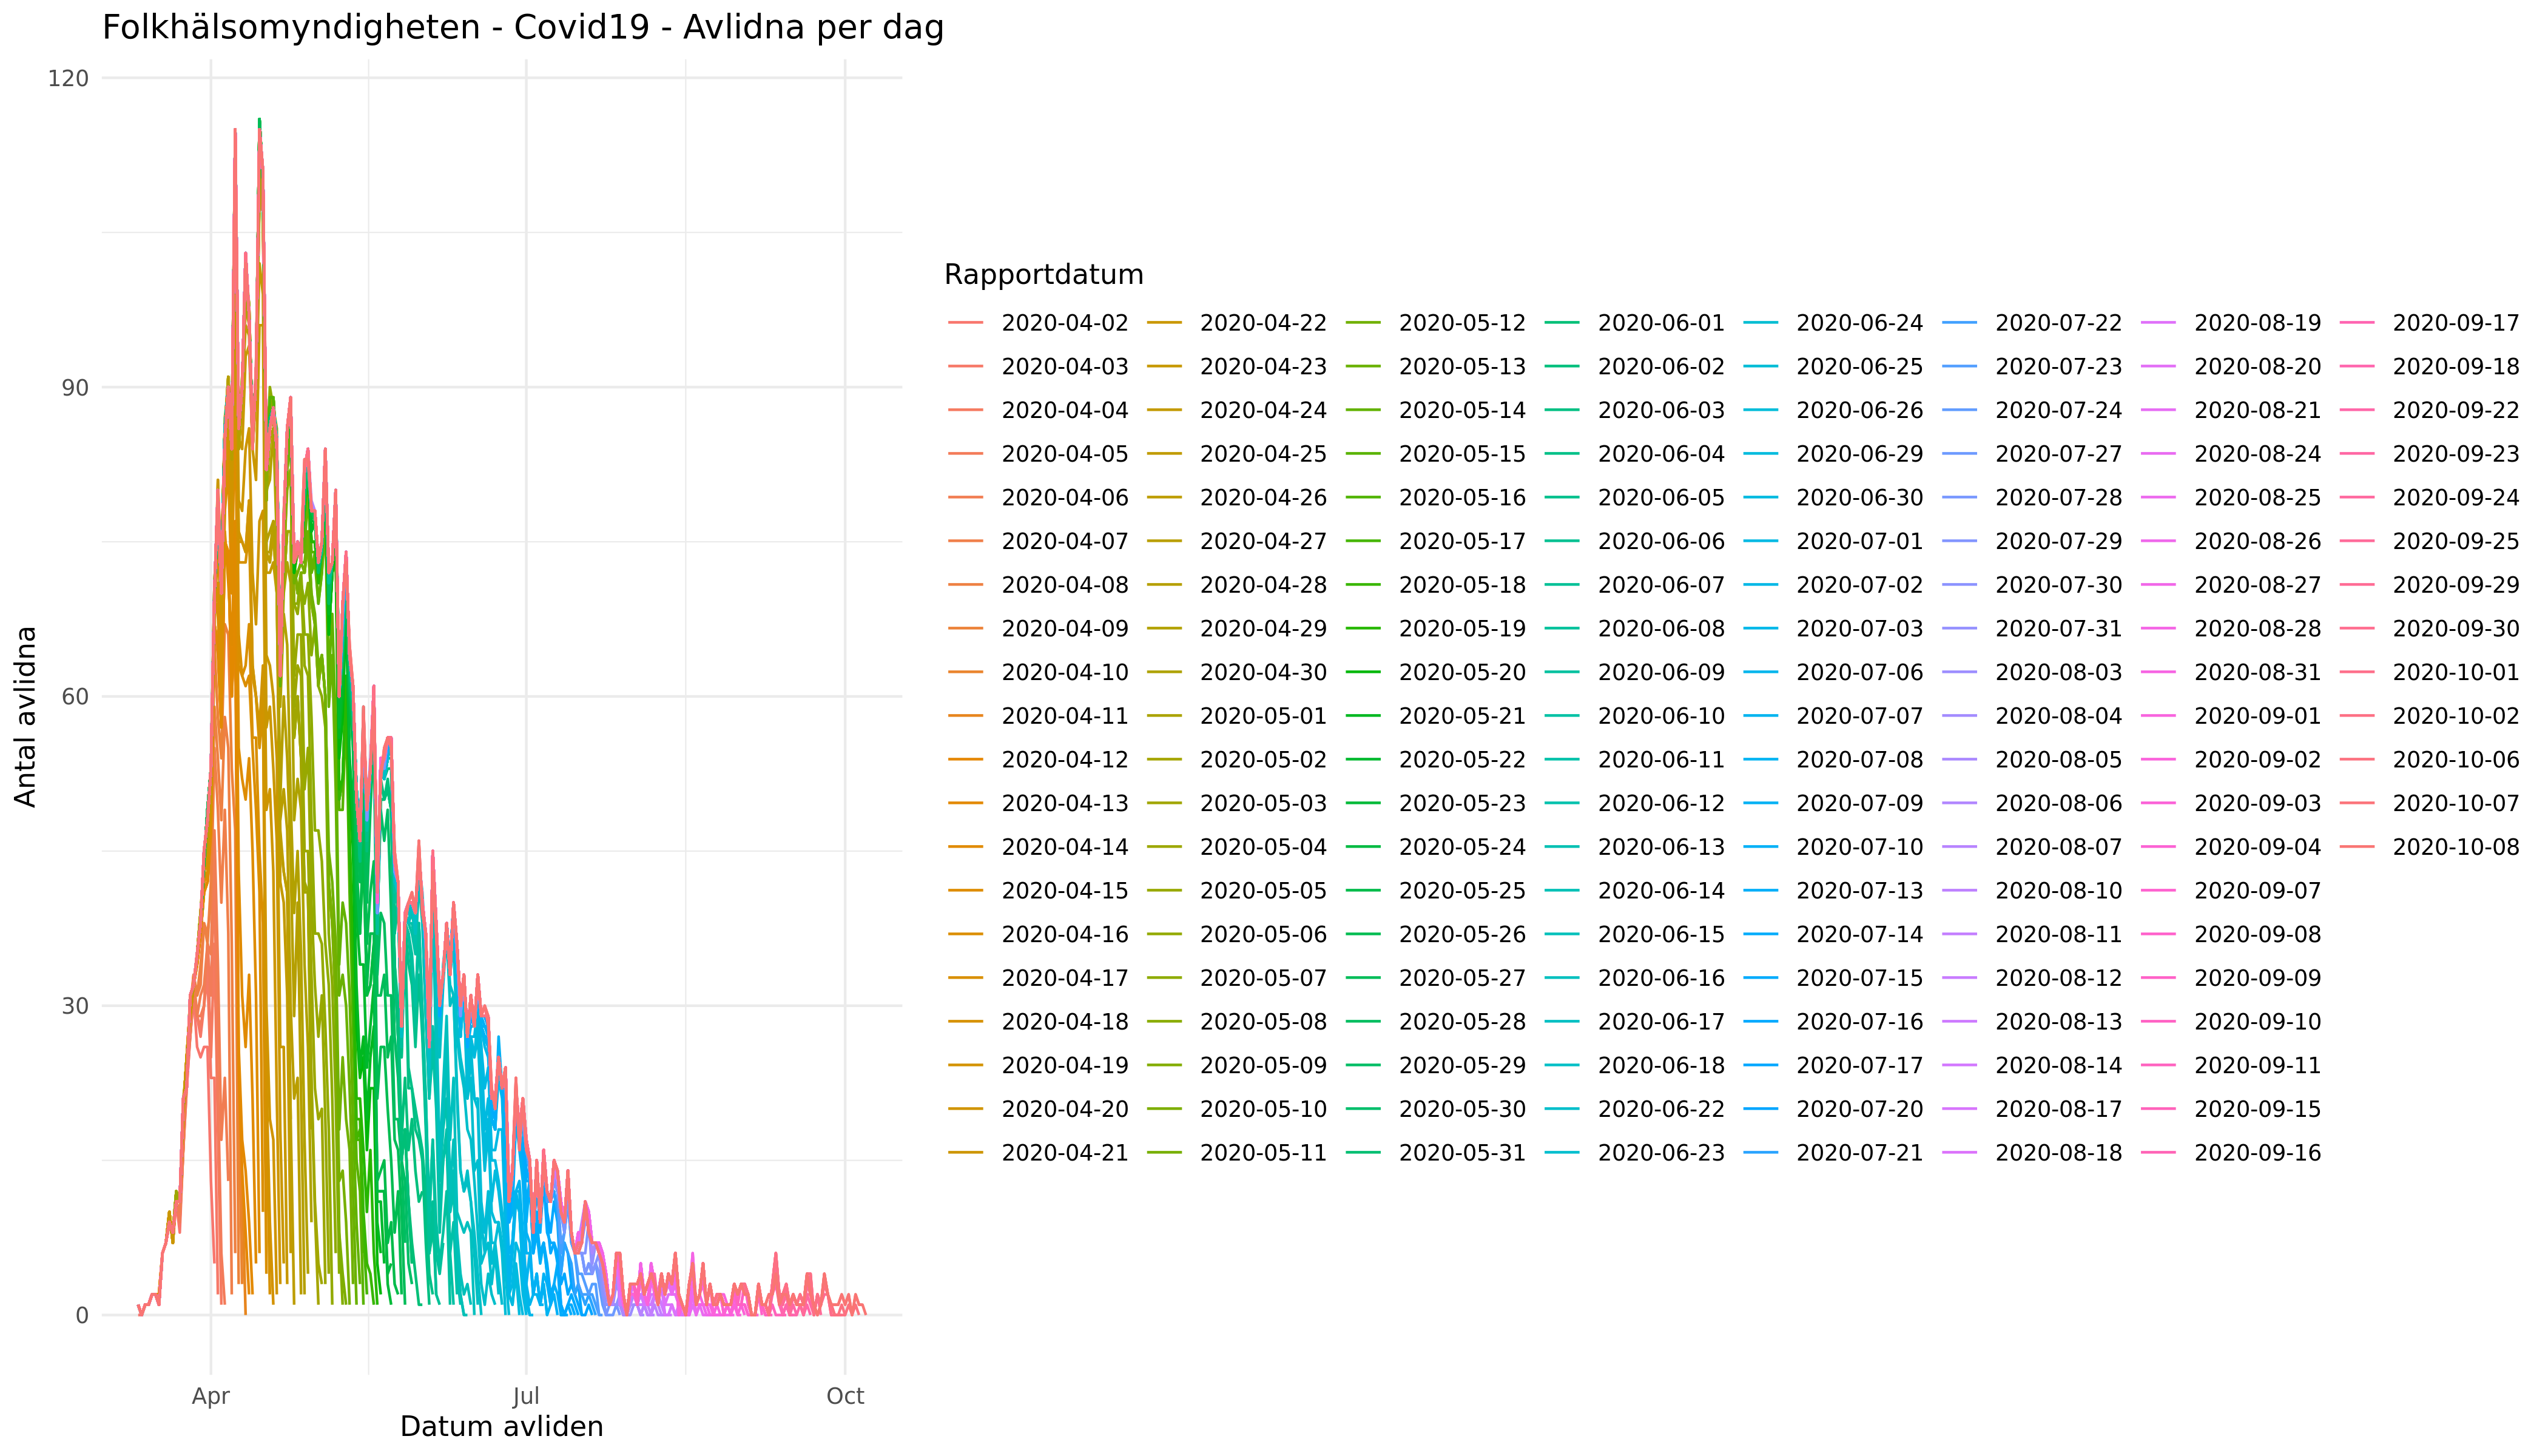 Folkhälsomyndigheten - Covid19 - Avlidna per dag
120
90
60
30
0
Antal avlidna
Apr
Jul
Oct
Datum avliden
Rapportdatum
2020-04-02 2020-04-22 2020-05-12 2020-06-01 2020-06-24 2020-07-22 2020-08-19 2020-09-17
2020-04-03 2020-04-23 2020-05-13 2020-06-02 2020-06-25 2020-07-23 2020-08-20 2020-09-18
2020-04-04 2020-04-24 2020-05-14 2020-06-03 2020-06-26 2020-07-24 2020-08-21 2020-09-22
2020-04-05 2020-04-25 2020-05-15 2020-06-04 2020-06-29 2020-07-27 2020-08-24 2020-09-23
2020-04-06 2020-04-26 2020-05-16 2020-06-05 2020-06-30 2020-07-28 2020-08-25 2020-09-24
2020-04-07 2020-04-27 2020-05-17 2020-06-06 2020-07-01 2020-07-29 2020-08-26 2020-09-25
2020-04-08 2020-04-28 2020-05-18 2020-06-07 2020-07-02 2020-07-30 2020-08-27 2020-09-29
2020-04-09 2020-04-29 2020-05-19 2020-06-08 2020-07-03 2020-07-31 2020-08-28 2020-09-30
2020-04-10 2020-04-30 2020-05-20 2020-06-09 2020-07-06 2020-08-03 2020-08-31 2020-10-01
2020-04-11 2020-05-01 2020-05-21 2020-06-10 2020-07-07 2020-08-04 2020-09-01 2020-10-02
2020-04-12 2020-05-02 2020-05-22 2020-06-11 2020-07-08 2020-08-05 2020-09-02 2020-10-06
2020-04-13 2020-05-03 2020-05-23 2020-06-12 2020-07-09 2020-08-06 2020-09-03 2020-10-07
2020-04-14 2020-05-04 2020-05-24 2020-06-13 2020-07-10 2020-08-07 2020-09-04 2020-10-08
2020-04-15 2020-05-05 2020-05-25 2020-06-14 2020-07-13 2020-08-10 2020-09-07
2020-04-16 2020-05-06 2020-05-26 2020-06-15 2020-07-14 2020-08-11 2020-09-08
2020-04-17 2020-05-07 2020-05-27 2020-06-16 2020-07-15 2020-08-12 2020-09-09
2020-04-18 2020-05-08 2020-05-28 2020-06-17 2020-07-16 2020-08-13 2020-09-10
2020-04-19 2020-05-09 2020-05-29 2020-06-18 2020-07-17 2020-08-14 2020-09-11
2020-04-20 2020-05-10 2020-05-30 2020-06-22 2020-07-20 2020-08-17 2020-09-15
2020-04-21 2020-05-11 2020-05-31 2020-06-23 2020-07-21 2020-08-18 2020-09-16